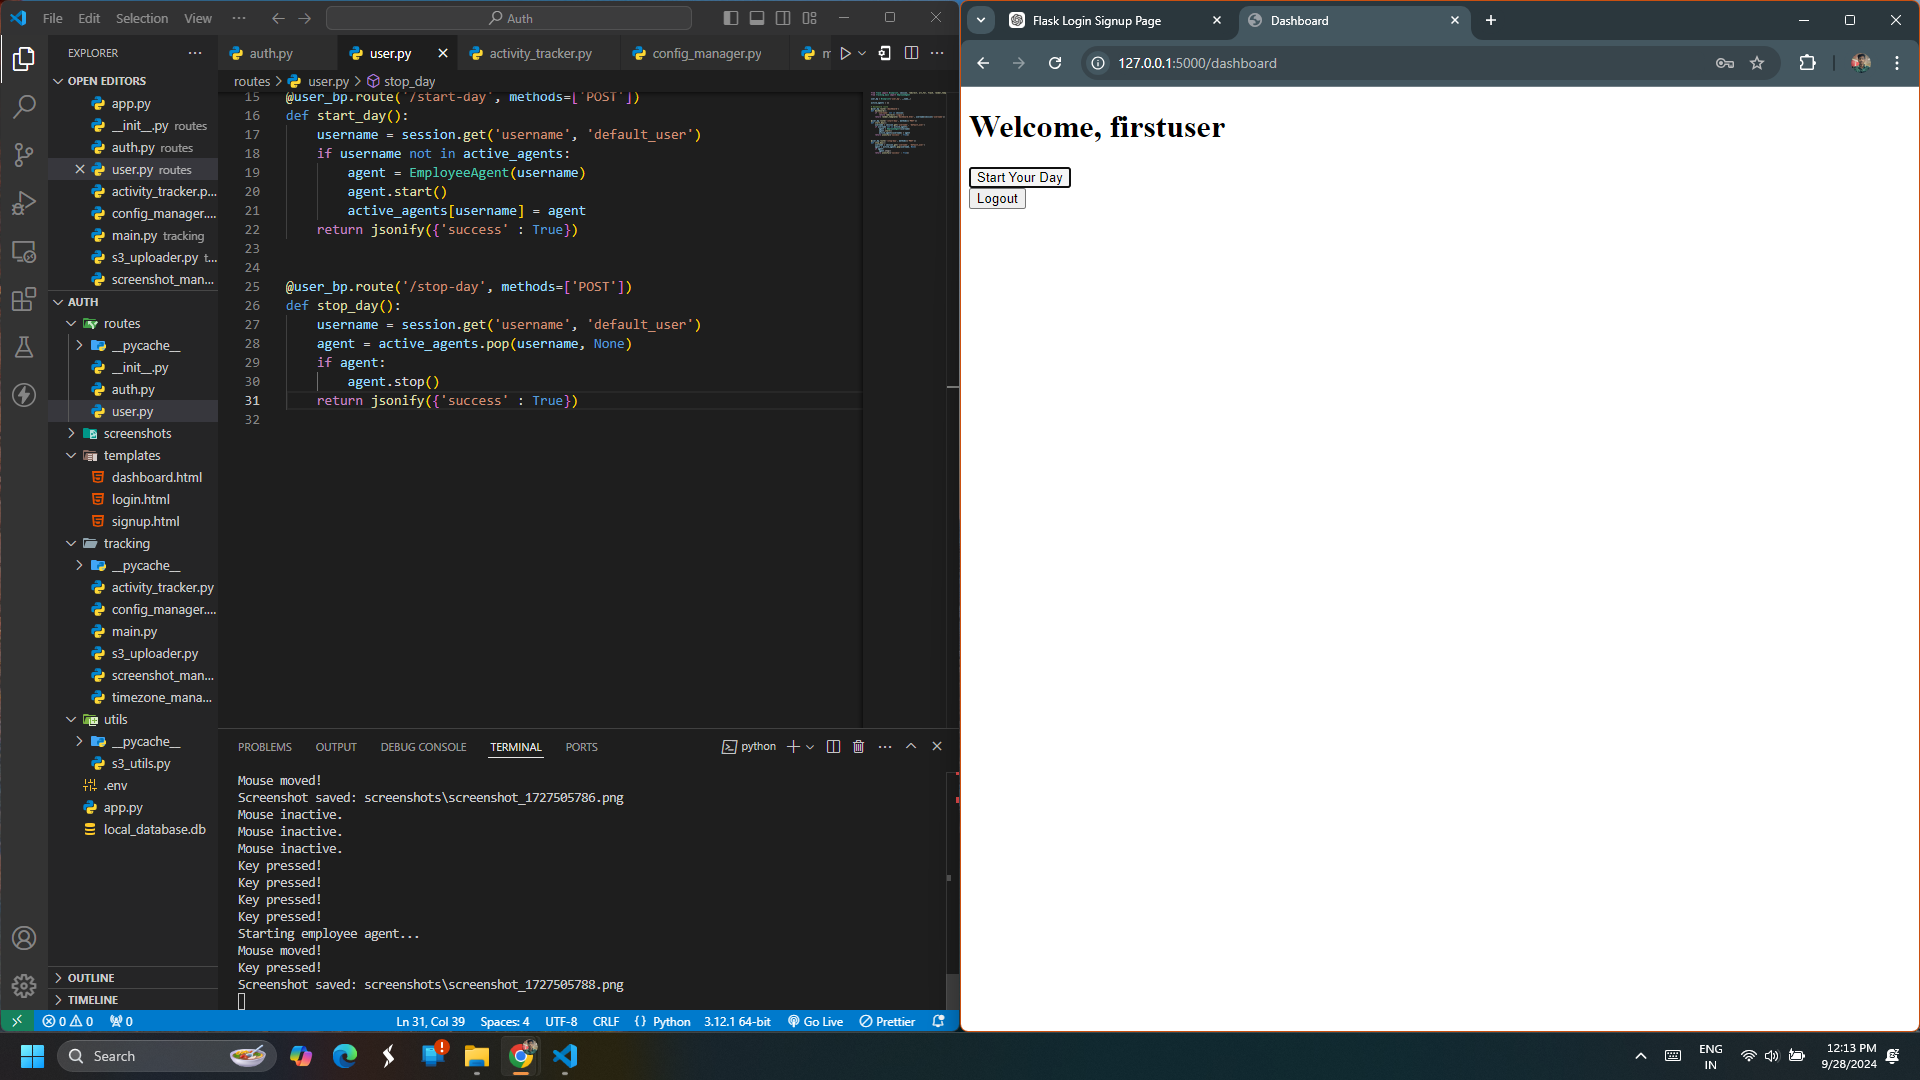 File Edit Selection View ··· Auth
EXPLORER
OPEN EDITORS
app.py
__init__.py routes
auth.py routes
user.py routes
activity_tracker.p...
config_manager....
main.py tracking
s3_uploader.py t...
screenshot_man...
AUTH
routes
__pycache__
__init__.py
auth.py
user.py
screenshots
templates
dashboard.html
login.html
signup.html
tracking
__pycache__
activity_tracker.py
config_manager....
main.py
s3_uploader.py
screenshot_man...
timezone_mana...
utils
__pycache__
s3_utils.py
.env
app.py
local_database.db
OUTLINE
TIMELINE
auth.py user.py activity_tracker.py config_manager.py m
routes > user.py > stop_day
15 @user_bp.route('/start-day', methods=['POST'])
16 def start_day():
17 username = session.get('username', 'default_user')
18 if username not in active_agents:
19 agent = EmployeeAgent(username)
20 agent.start()
21 active_agents[username] = agent
22 return jsonify({'success' : True})
23
24
25 @user_bp.route('/stop-day', methods=['POST'])
26 def stop_day():
27 username = session.get('username', 'default_user')
28 agent = active_agents.pop(username, None)
29 if agent:
30 agent.stop()
31 return jsonify({'success' : True})
32
PROBLEMS OUTPUT DEBUG CONSOLE TERMINAL PORTS python
Mouse moved!
Screenshot saved: screenshots\screenshot_1727505786.png
Mouse inactive.
Mouse inactive.
Mouse inactive.
Key pressed!
Key pressed!
Key pressed!
Key pressed!
Starting employee agent...
Mouse moved!
Key pressed!
Screenshot saved: screenshots\screenshot_1727505788.png
0 0 0 Ln 31, Col 39 Spaces: 4 UTF-8 CRLF {} Python 3.12.1 64-bit Go Live Prettier
Flask Login Signup Page Dashboard
127.0.0.1:5000/dashboard
Welcome, firstuser
Start Your Day
Logout
Search
ENG
IN
12:13 PM
9/28/2024